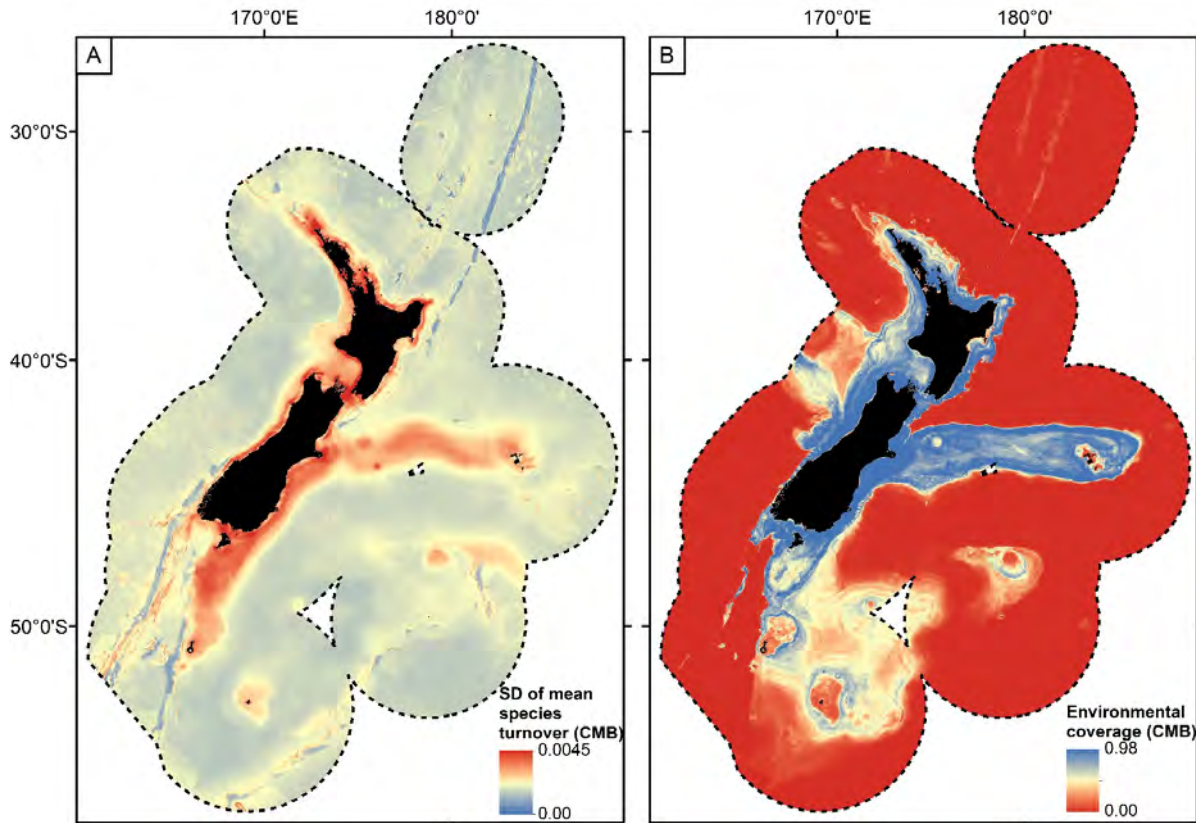 170°0'E 180°0' 170°0'E 180°0'
A B
30°0'S
40°0'S
50°0'S
SD of mean
species
turnover (CMB)
0.0045
0.00
Environmental
coverage (CMB)
0.98
0.00